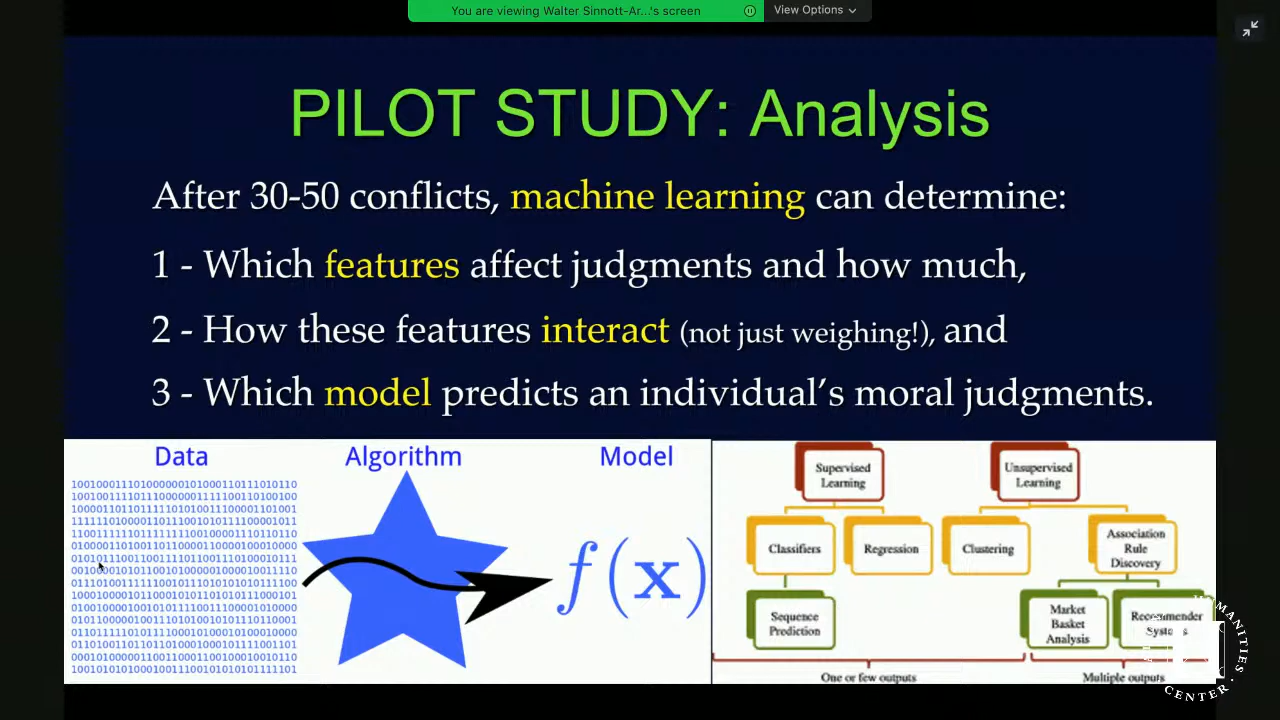 You are viewing Walter Sinnott-Ar...'s screen
View Options
PILOT STUDY: Analysis
After 30-50 conflicts, machine learning can determine:
1 - Which features affect judgments and how much,
2 - How these features interact (not just weighing!), and
3 - Which model predicts an individual's moral judgments.
Data
Algorithm
Model
f(x)
Supervised
Learning
Unsupervised
Learning
Classifiers
Regression
Clustering
Association
Rule
Discovery
Sequence
Prediction
Market
Basket
Analysis
Recommender
One or few outputs
Multiple outputs
HUMANITIES
CENTER